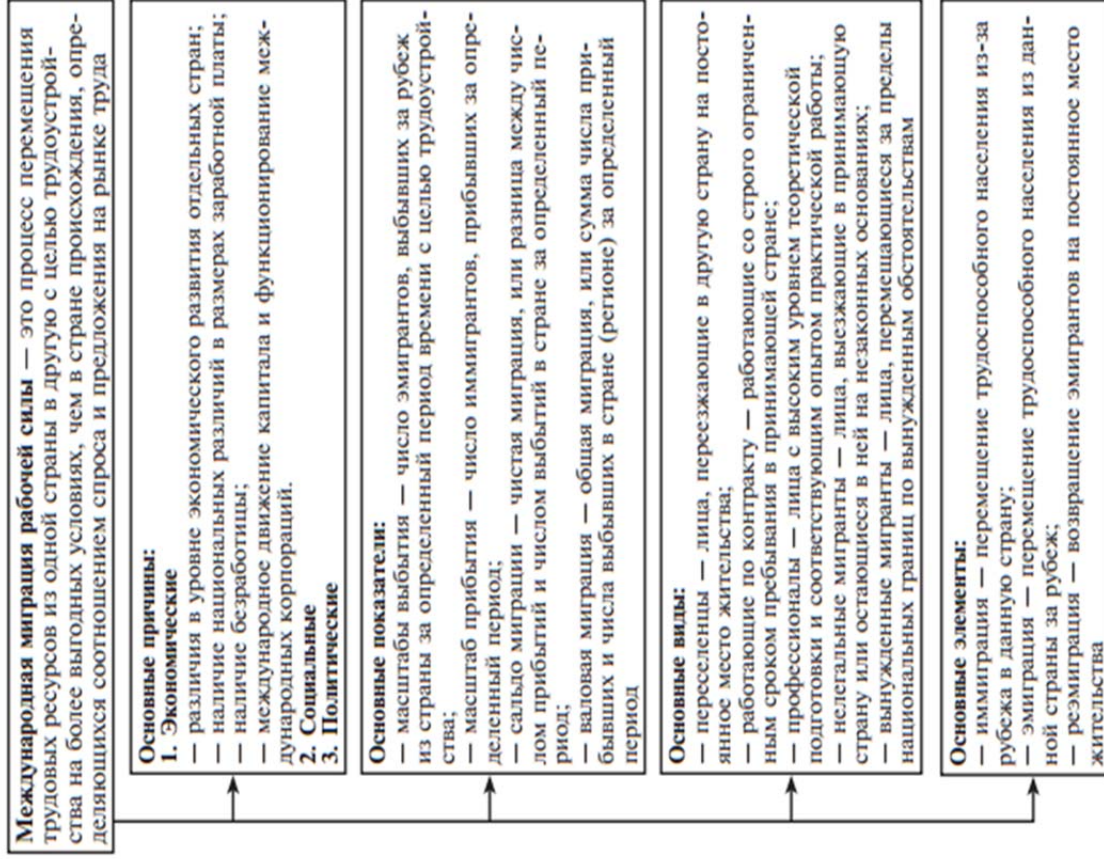 Международная миграция рабочей силы — это процесс перемещения
трудовых ресурсов из одной страны в другую с целью трудоустрой-
ства на более выгодных условиях, чем в стране происхождения, опре-
деляющихся соотношением спроса и предложения на рынке труда
Основные причины:
1. Экономические
— различия в уровне экономического развития отдельных стран;
— наличие национальных различий в размерах заработной платы;
— наличие безработицы;
— международное движение капитала и функционирование меж-
дународных корпораций.
2. Социальные
3. Политические
Основные показатели:
— масштабы выбытия — число эмигрантов, выбывших за рубеж
из страны за определенный период времени с целью трудоустрой-
ства;
— масштаб прибытия — число иммигрантов, прибывших за опре-
деленный период;
— сальдо миграции — чистая миграция, или разница между чис-
лом прибытий и числом выбытий в стране за определенный пе-
риод;
— валовая миграция — общая миграция, или сумма числа при-
бывших и числа выбывших в стране (регионе) за определенный
период
Основные виды:
— переселенцы — лица, переезжающие в другую страну на посто-
янное место жительства;
— работающие по контракту — работающие со строго ограничен-
ным сроком пребывания в принимающей стране;
— профессионалы — лица с высоким уровнем теоретической
подготовки и соответствующим опытом практической работы;
— нелегальные мигранты — лица, въезжающие в принимающую
страну или остающиеся в ней на незаконных основаниях;
— вынужденные мигранты — лица, перемещающиеся за пределы
национальных границ по вынужденным обстоятельствам
Основные элементы:
— иммиграция — перемещение трудоспособного населения из-за
рубежа в данную страну;
— эмиграция — перемещение трудоспособного населения из дан-
ной страны за рубеж;
— реэмиграция — возвращение эмигрантов на постоянное место
жительства